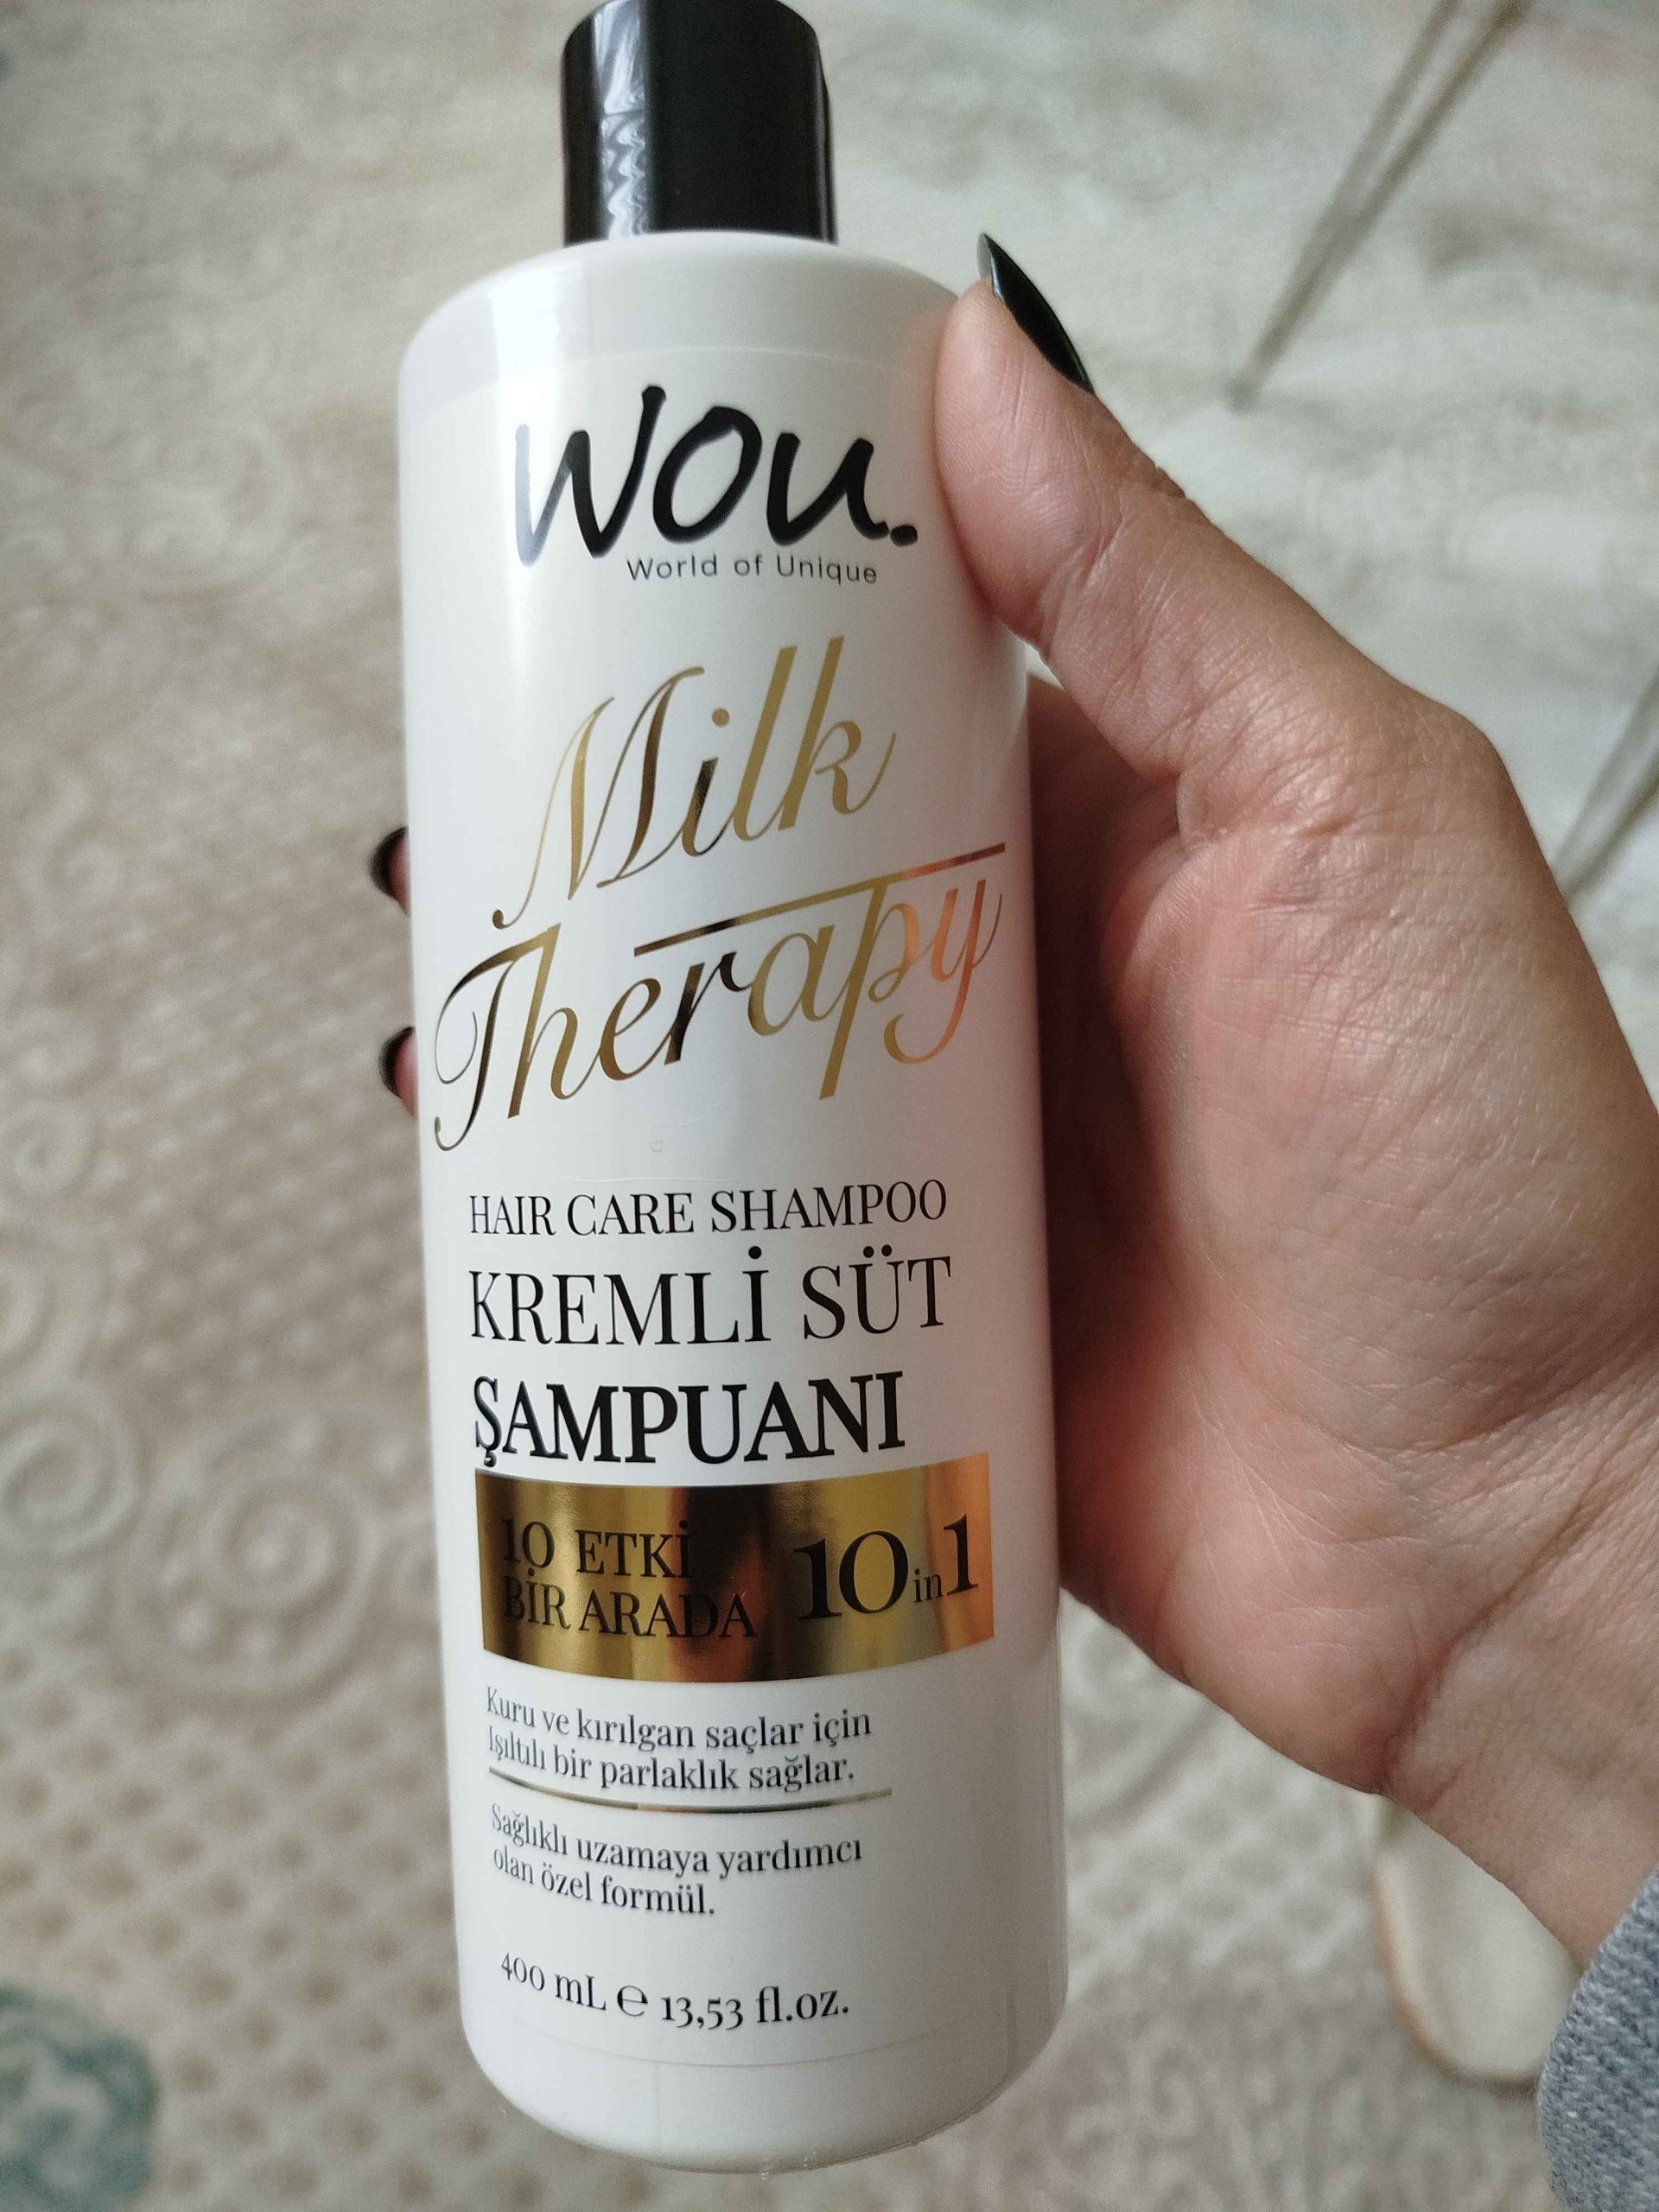 wou.
World of Unique
Milk
Therapy
HAIR CARE SHAMPOO
KREMLİ SÜT
ŞAMPUANI
10 ETKİ
BİR ARADA
10in1
Kuru ve kırılgan saçlar için
Işıltılı bir parlaklık sağlar.
Sağlıklı uzamaya yardımcı
olan özel formül.
400 mL ℮ 13,53 fl.oz.